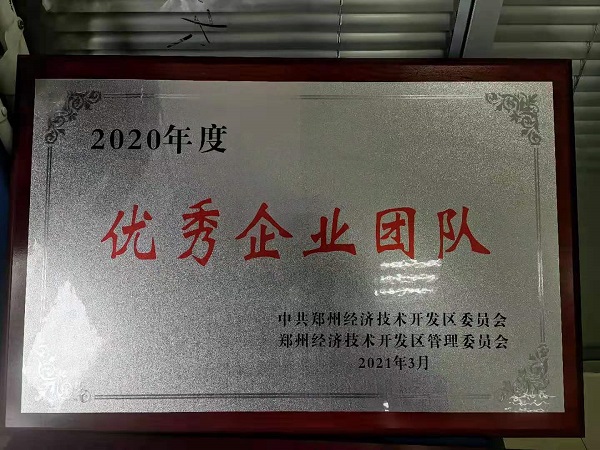 2020年度
优秀企业团队
中共郑州经济技术开发区委员会
郑州经济技术开发区管理委员会
2021年3月